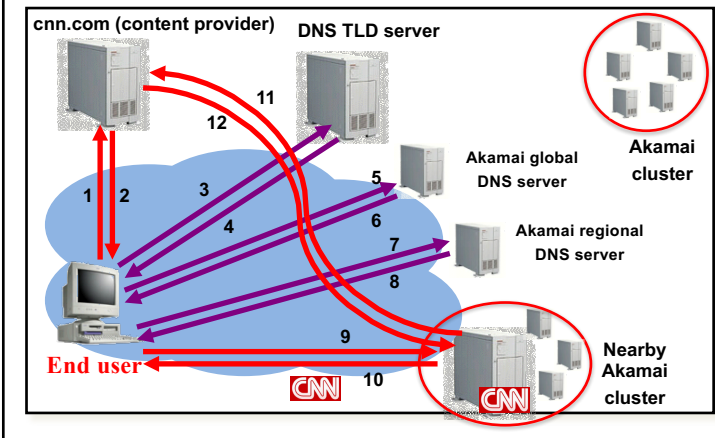 cnn.com (content provider)
DNS TLD server
11
12
Akamai
cluster
Akamai global
DNS server
1
2
3
4
5
6
Akamai regional
DNS server
7
8
9
10
End user
CNN
CNN
Nearby
Akamai
cluster